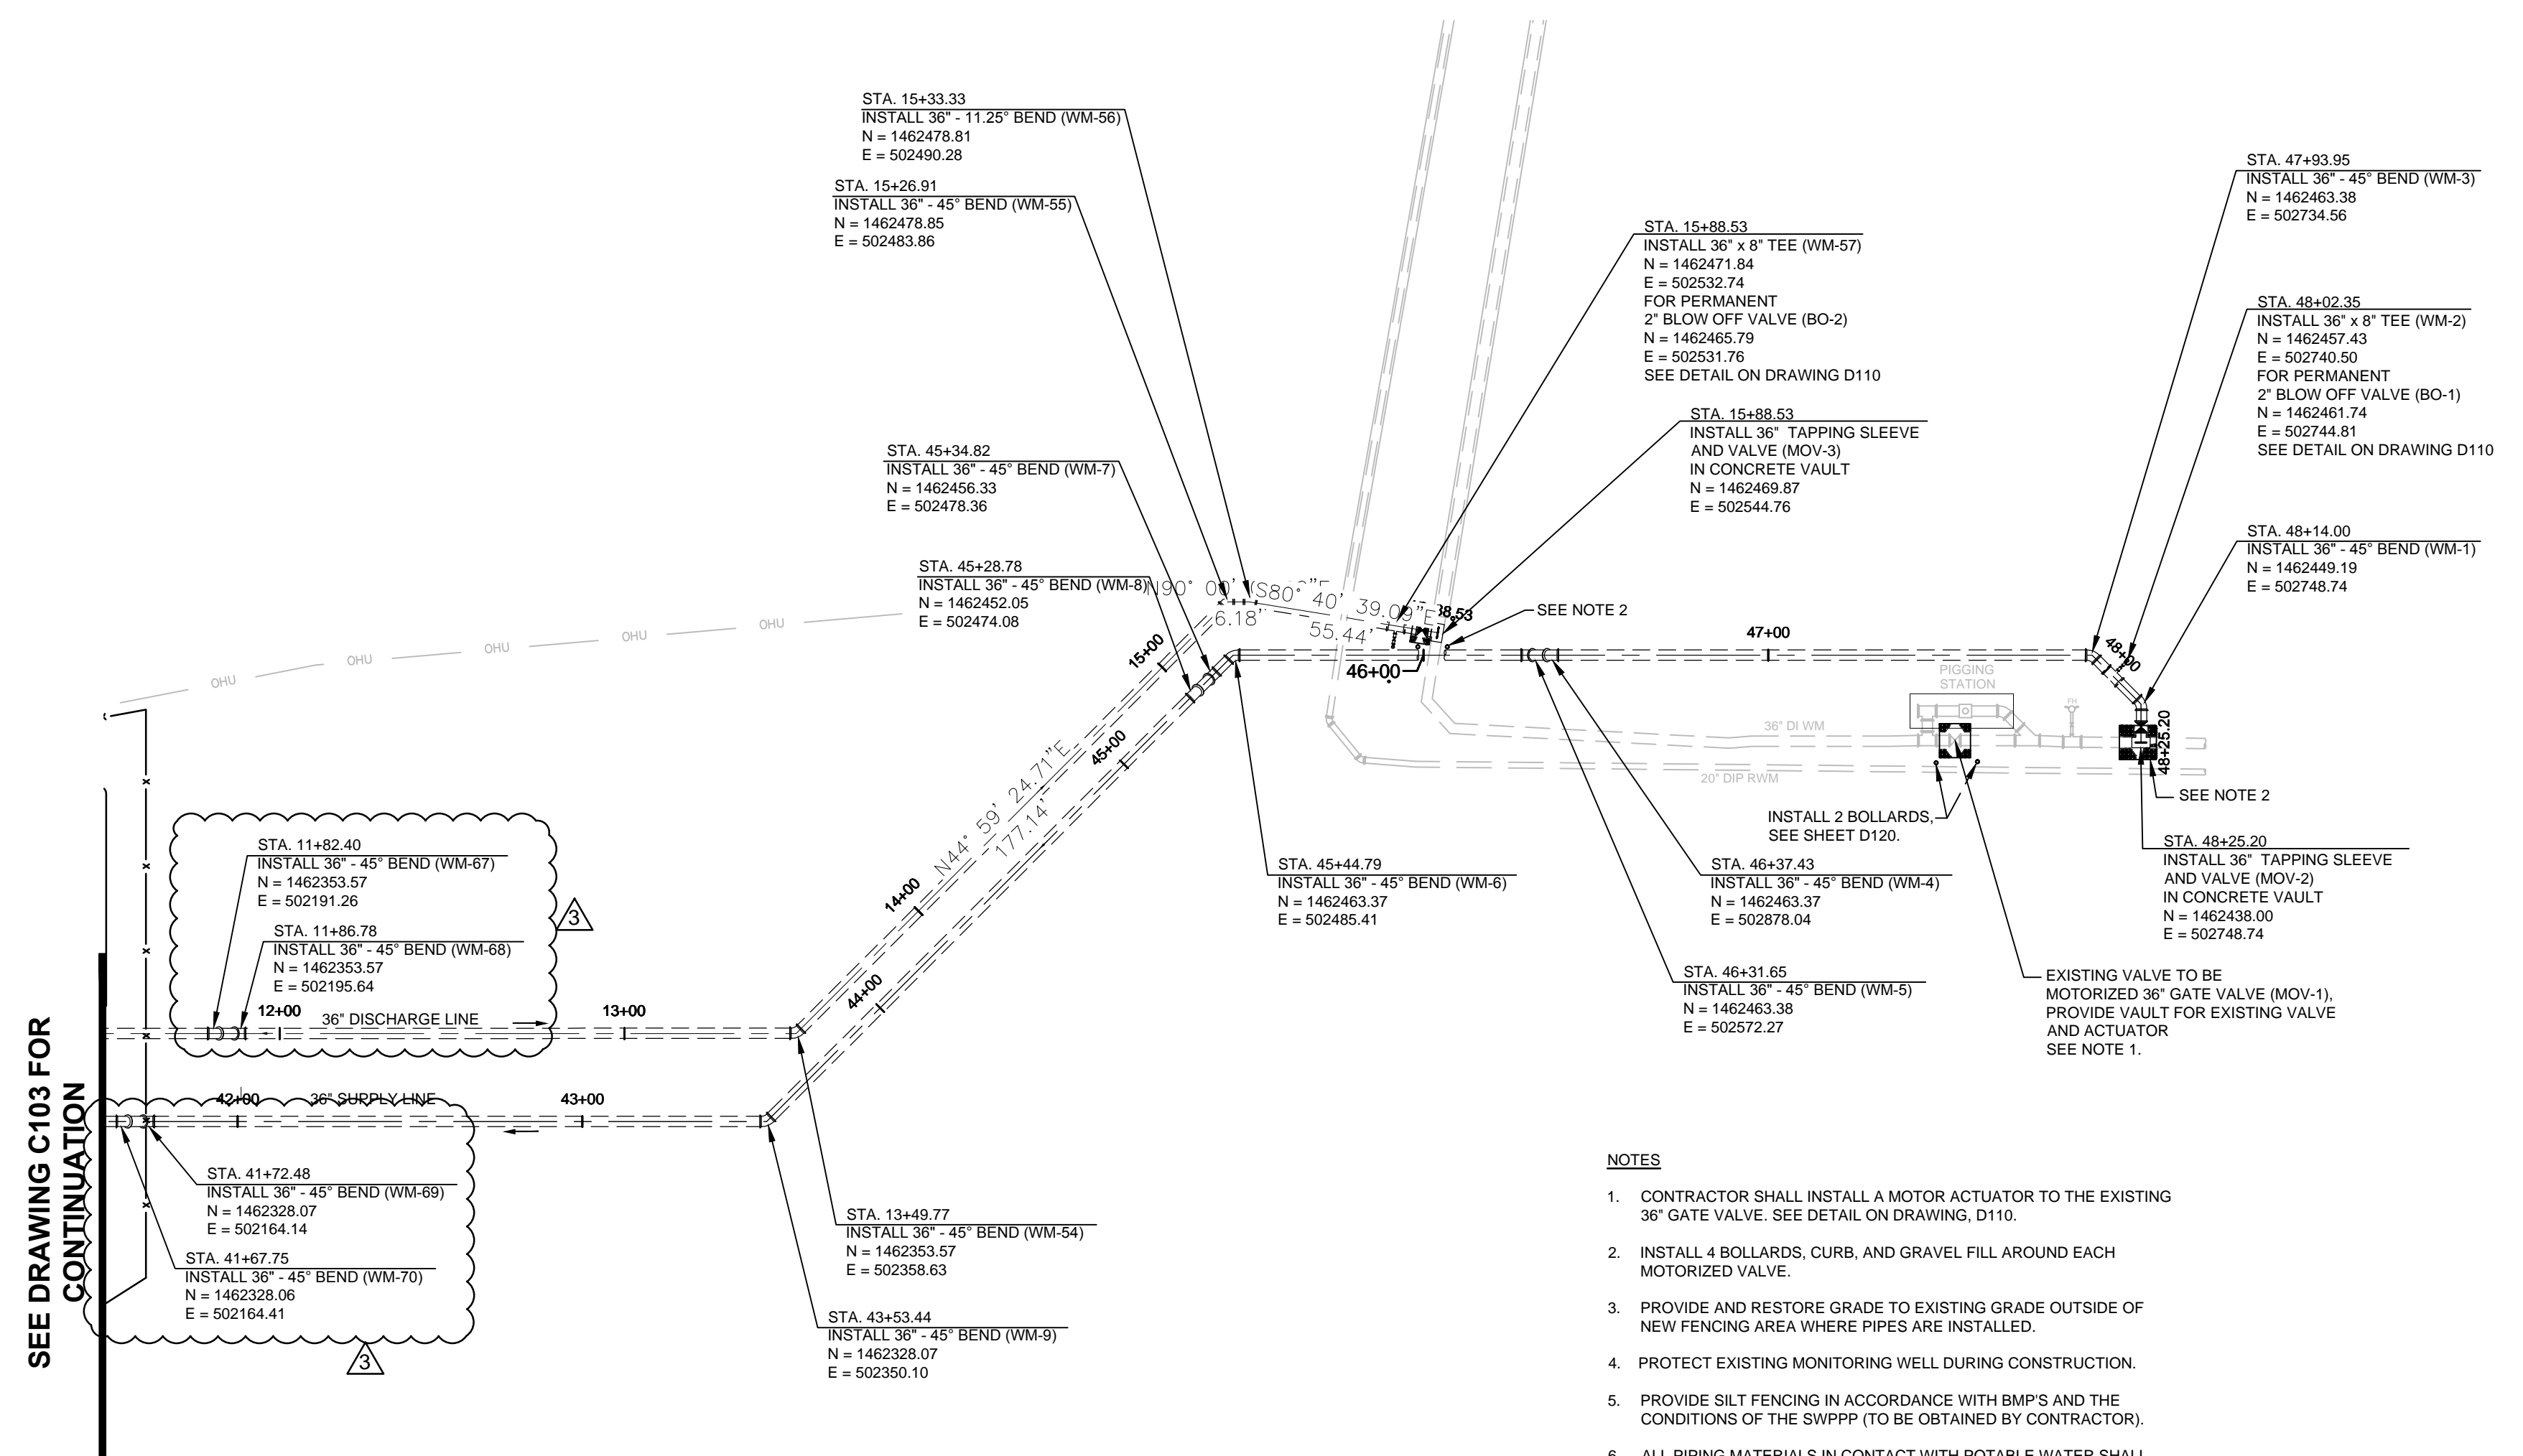 STA. 15+33.33
INSTALL 36" - 11.25° BEND (WM-56)
N = 1462478.81
E = 502490.28
STA. 15+26.91
INSTALL 36" - 45° BEND (WM-55)
N = 1462478.85
E = 502483.86
STA. 47+93.95
INSTALL 36" - 45° BEND (WM-3)
N = 1462463.38
E = 502734.56
STA. 15+88.53
INSTALL 36" x 8" TEE (WM-57)
N = 1462471.84
E = 502532.74
FOR PERMANENT
2" BLOW OFF VALVE (BO-2)
N = 1462465.79
E = 502531.76
SEE DETAIL ON DRAWING D110
STA. 48+02.35
INSTALL 36" x 8" TEE (WM-2)
N = 1462457.43
E = 502740.50
FOR PERMANENT
2" BLOW OFF VALVE (BO-1)
N = 1462461.74
E = 502744.81
SEE DETAIL ON DRAWING D110
STA. 15+88.53
INSTALL 36" TAPPING SLEEVE
AND VALVE (MOV-3)
IN CONCRETE VAULT
N = 1462469.87
E = 502544.76
STA. 45+34.82
INSTALL 36" - 45° BEND (WM-7)
N = 1462456.33
E = 502478.36
STA. 48+14.00
INSTALL 36" - 45° BEND (WM-1)
N = 1462449.19
E = 502748.74
STA. 45+28.78
INSTALL 36" - 45° BEND (WM-8)
N = 1462452.05
E = 502474.08
N90° 00'
S80° 40' 39.09"E
6.18'
55.44'
38.53
SEE NOTE 2
OHU
OHU
OHU
OHU
OHU
15+00
46+00
47+00
48+00
PIGGING
STATION
FH
36" DI WM
20" DIP RWM
48+25.20
SEE NOTE 2
45+00
N44° 59' 24.71"E
177.14'
INSTALL 2 BOLLARDS,
SEE SHEET D120.
STA. 48+25.20
INSTALL 36" TAPPING SLEEVE
AND VALVE (MOV-2)
IN CONCRETE VAULT
N = 1462438.00
E = 502748.74
STA. 11+82.40
INSTALL 36" - 45° BEND (WM-67)
N = 1462353.57
E = 502191.26
STA. 45+44.79
INSTALL 36" - 45° BEND (WM-6)
N = 1462463.37
E = 502485.41
STA. 46+37.43
INSTALL 36" - 45° BEND (WM-4)
N = 1462463.37
E = 502878.04
14+00
3
STA. 11+86.78
INSTALL 36" - 45° BEND (WM-68)
N = 1462353.57
E = 502195.64
STA. 46+31.65
INSTALL 36" - 45° BEND (WM-5)
N = 1462463.38
E = 502572.27
EXISTING VALVE TO BE
MOTORIZED 36" GATE VALVE (MOV-1),
PROVIDE VAULT FOR EXISTING VALVE
AND ACTUATOR
SEE NOTE 1.
44+00
12+00
36" DISCHARGE LINE
13+00
42+00
36" SUPPLY LINE
43+00
SEE DRAWING C103 FOR
CONTINUATION
STA. 41+72.48
INSTALL 36" - 45° BEND (WM-69)
N = 1462328.07
E = 502164.14
STA. 41+67.75
INSTALL 36" - 45° BEND (WM-70)
N = 1462328.06
E = 502164.41
3
STA. 13+49.77
INSTALL 36" - 45° BEND (WM-54)
N = 1462353.57
E = 502358.63
STA. 43+53.44
INSTALL 36" - 45° BEND (WM-9)
N = 1462328.07
E = 502350.10
NOTES
1. CONTRACTOR SHALL INSTALL A MOTOR ACTUATOR TO THE EXISTING
36" GATE VALVE. SEE DETAIL ON DRAWING, D110.
2. INSTALL 4 BOLLARDS, CURB, AND GRAVEL FILL AROUND EACH
MOTORIZED VALVE.
3. PROVIDE AND RESTORE GRADE TO EXISTING GRADE OUTSIDE OF
NEW FENCING AREA WHERE PIPES ARE INSTALLED.
4. PROTECT EXISTING MONITORING WELL DURING CONSTRUCTION.
5. PROVIDE SILT FENCING IN ACCORDANCE WITH BMP'S AND THE
CONDITIONS OF THE SWPPP (TO BE OBTAINED BY CONTRACTOR).
6. ALL PIPING MATERIALS IN CONTACT WITH POTABLE WATER SHALL